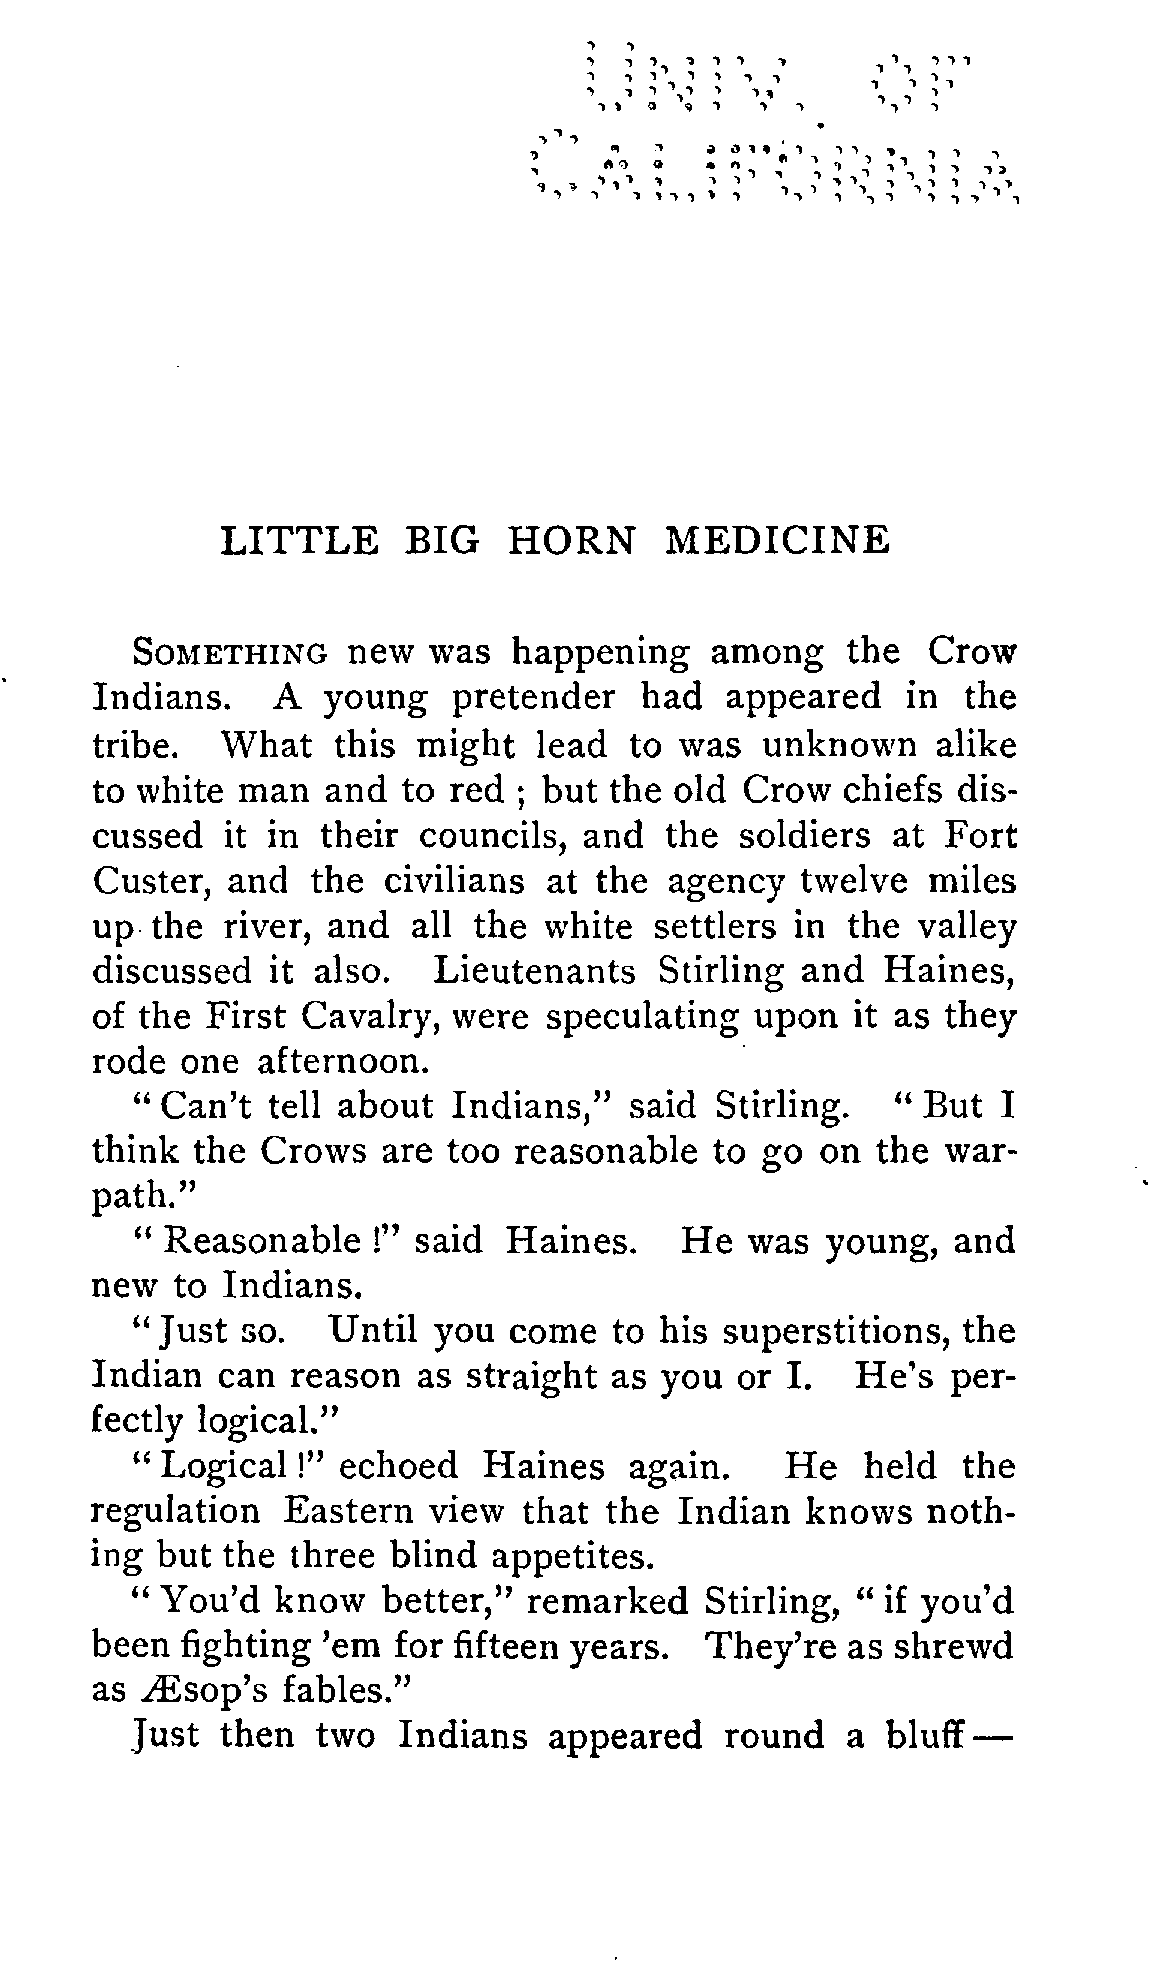 UNIV. OF
CALIFORNIA
LITTLE BIG HORN MEDICINE
SOMETHING new was happening among the Crow
Indians. A young pretender had appeared in the
tribe. What this might lead to was unknown alike
to white man and to red ; but the old Crow chiefs dis-
cussed it in their councils, and the soldiers at Fort
Custer, and the civilians at the agency twelve miles
up the river, and all the white settlers in the valley
discussed it also. Lieutenants Stirling and Haines,
of the First Cavalry, were speculating upon it as they
rode one afternoon.
“ Can't tell about Indians,” said Stirling. “ But I
think the Crows are too reasonable to go on the war-
path.”
“ Reasonable !” said Haines. He was young, and
new to Indians.
“ Just so. Until you come to his superstitions, the
Indian can reason as straight as you or I. He's per-
fectly logical.”
“ Logical !” echoed Haines again. He held the
regulation Eastern view that the Indian knows noth-
ing but the three blind appetites.
“ You'd know better,” remarked Stirling, “ if you'd
been fighting 'em for fifteen years. They're as shrewd
as Æsop's fables.”
Just then two Indians appeared round a bluff—